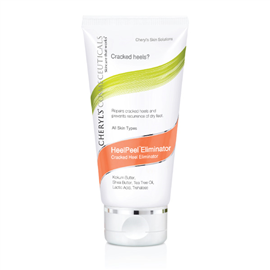 Cheryl's Skin Solutions
CHERYL'S COSMECEUTICALS
Cracked heels?
Repairs cracked heels and
prevents recurrence of dry feet
All Skin Types
HeelPeel Eliminator
Cracked Heel Eliminator
Kokum Butter,
Shea Butter, Tea Tree Oil,
Lactic Acid, Trehalose